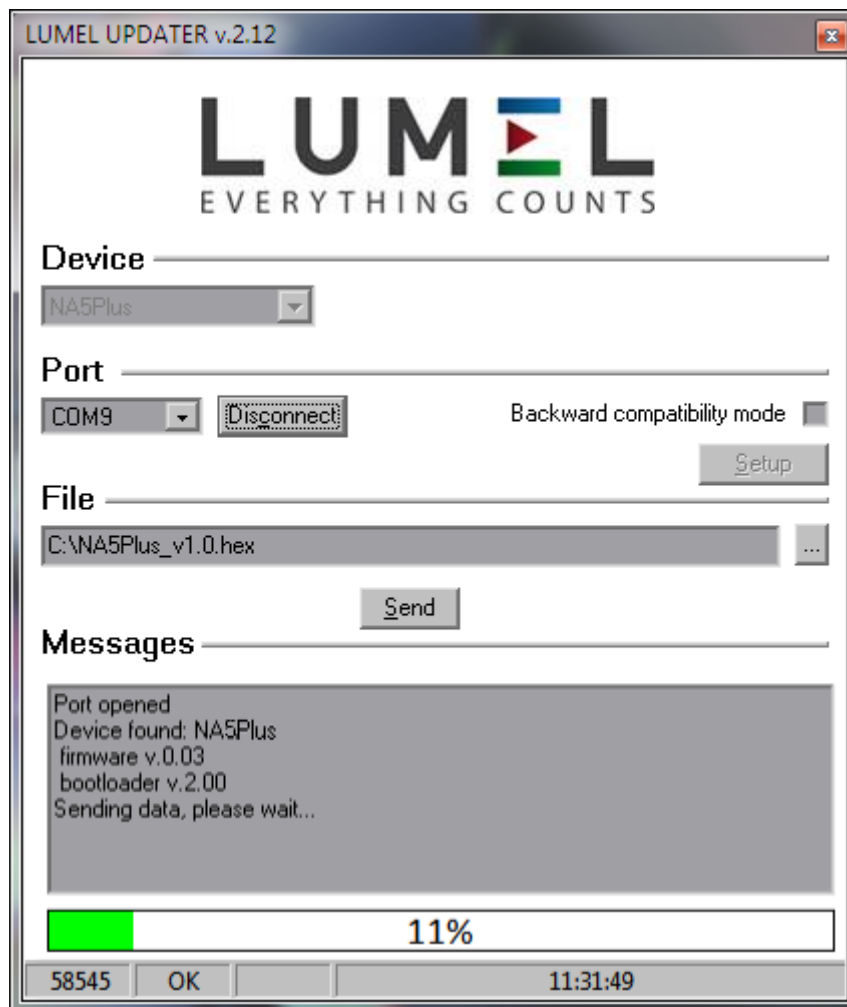 LUMEL UPDATER v.2.12
LUMEL
EVERYTHING COUNTS
Device
NA5Plus
Port
COM9 Disconnect Backward compatibility mode
Setup
File
C:\NA5Plus_v1.0.hex ...
Send
Messages
Port opened
Device found: NA5Plus
firmware v.0.03
bootloader v.2.00
Sending data, please wait...
11%
58545 OK 11:31:49